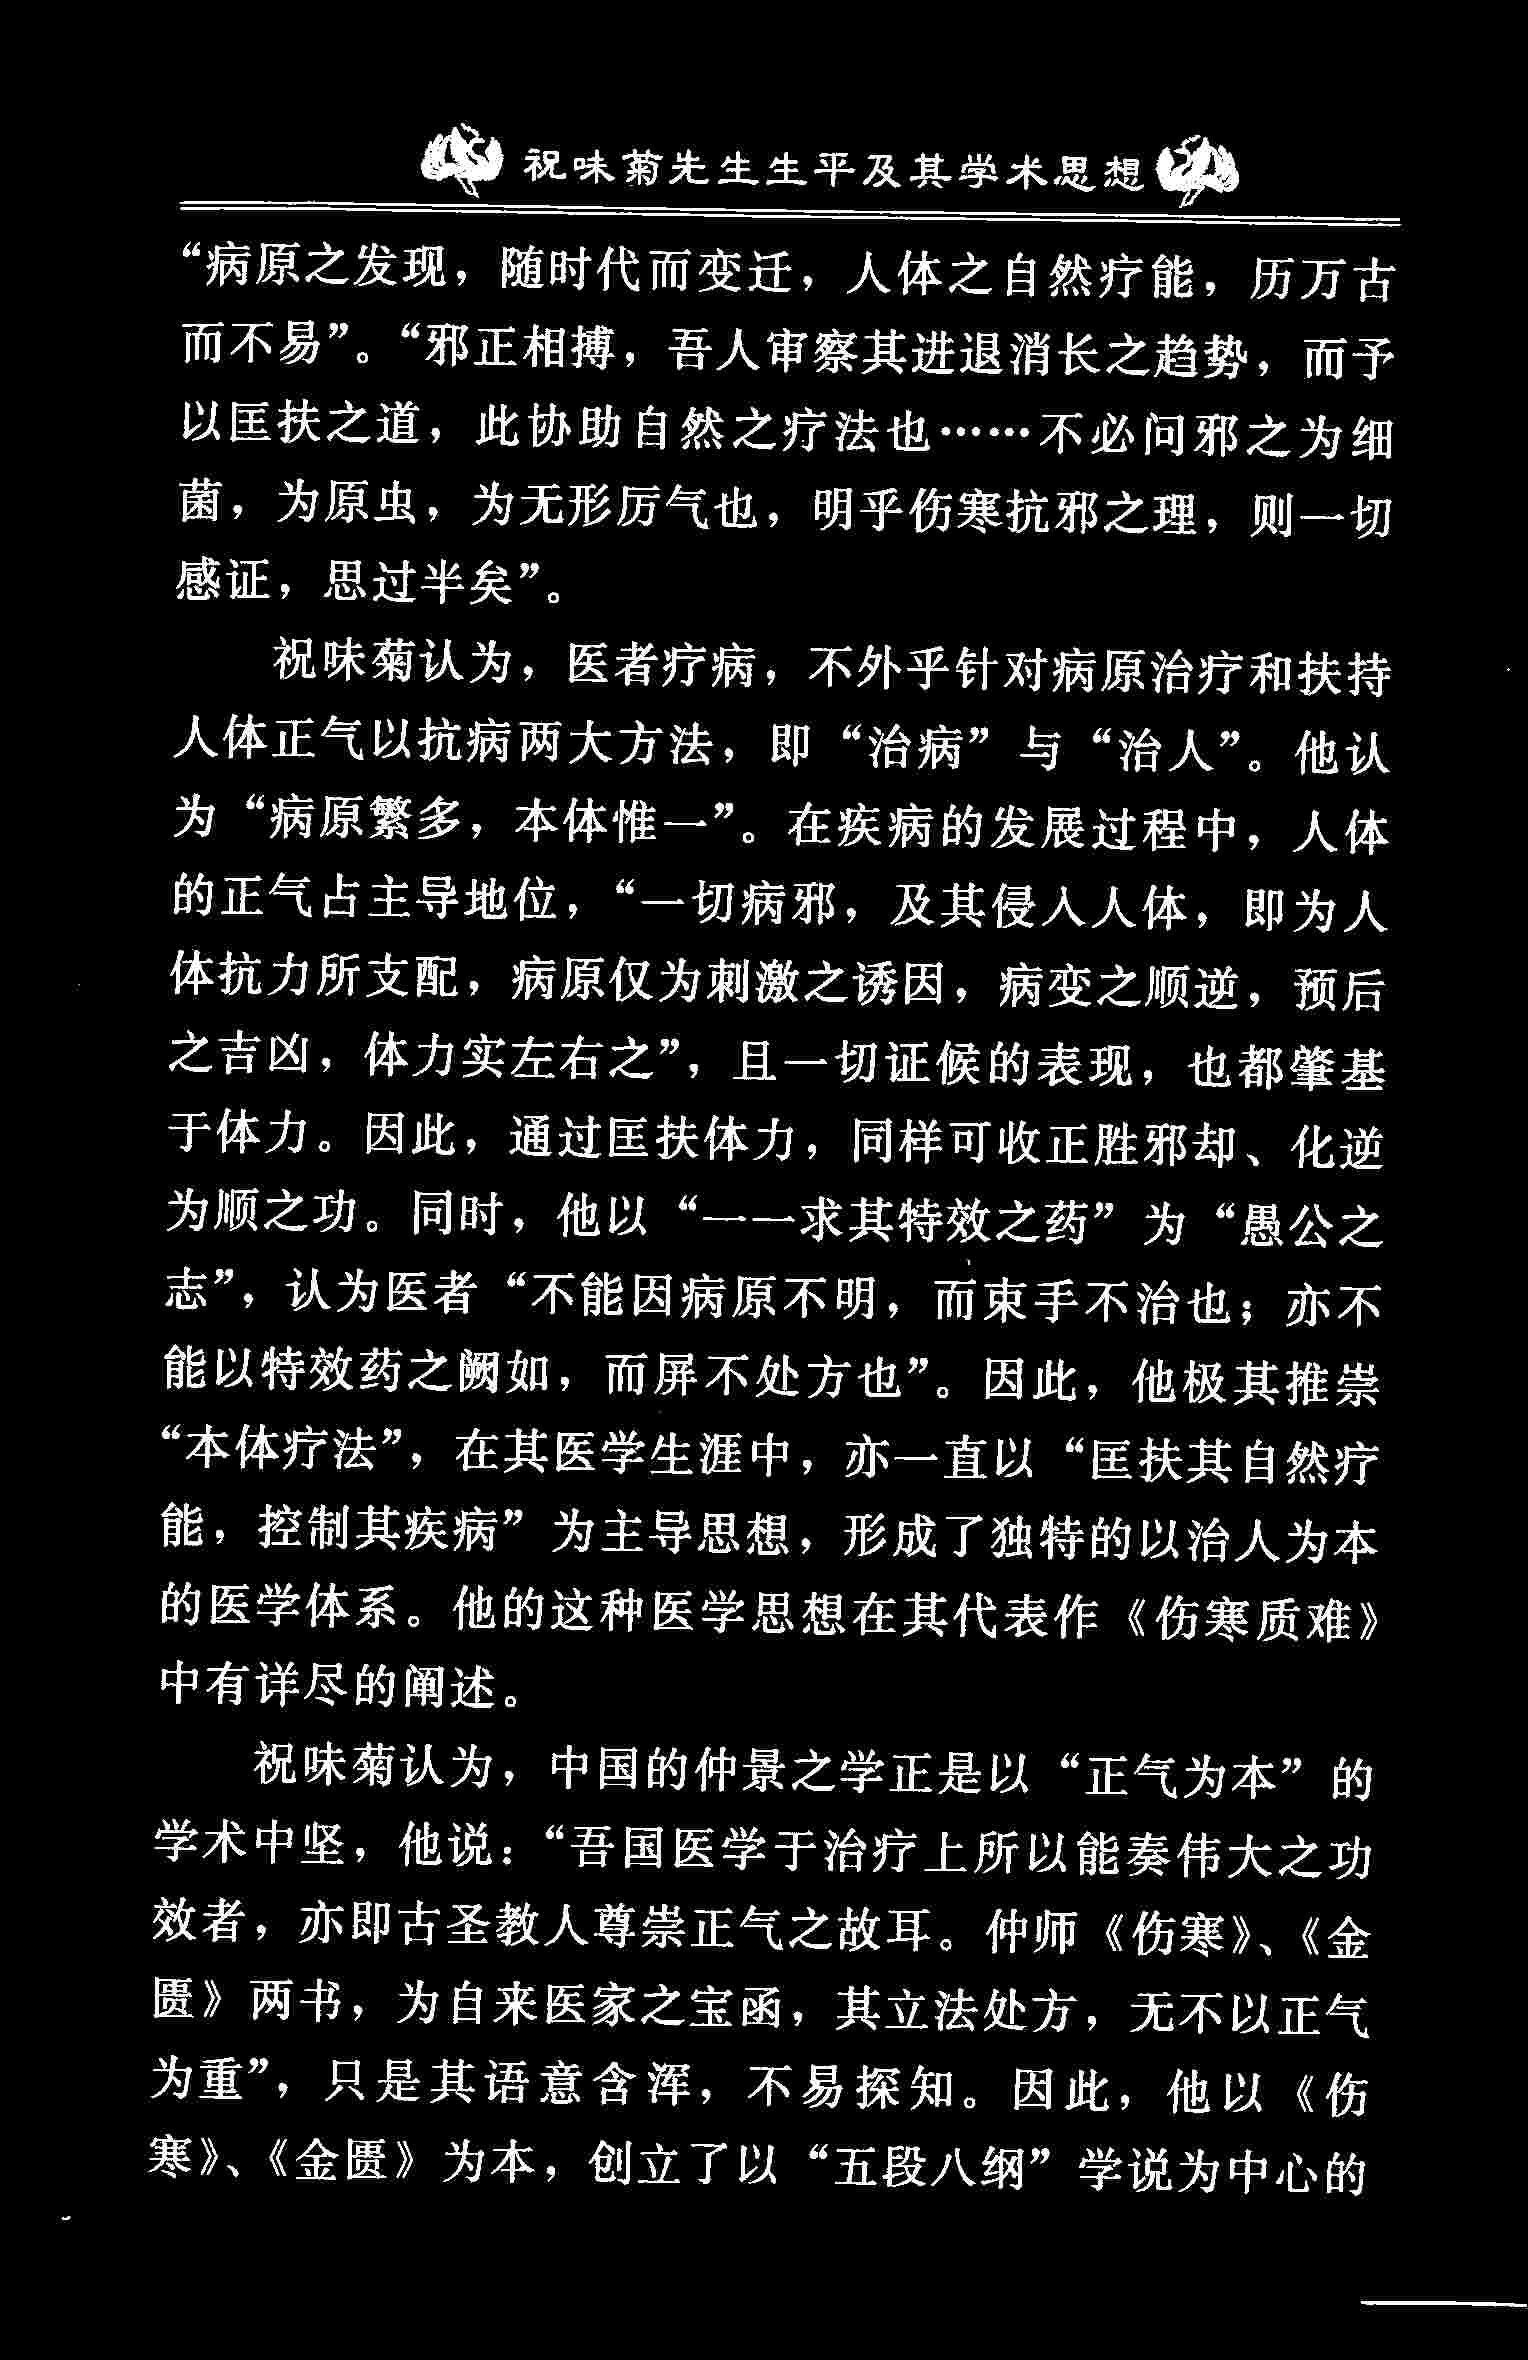 祝味菊先生生平及其学术思想
“病原之发现，随时代而变迁，人体之自然疗能，历万古
而不易”。“邪正相搏，吾人审察其进退消长之趋势，而予
以匡扶之道，此协助自然之疗法也……不必问邪之为细
菌，为原虫，为无形厉气也，明乎伤寒抗邪之理，则一切
感证，思过半矣”。
祝味菊认为，医者疗病，不外乎针对病原治疗和扶持
人体正气以抗病两大方法，即“治病”与“治人”。他认
为“病原繁多，本体惟一”。在疾病的发展过程中，人体
的正气占主导地位，“一切病邪，及其侵入人体，即为人
体抗力所支配，病原仅为刺激之诱因，病变之顺逆，预后
之吉凶，体力实左右之”，且一切证候的表现，也都肇基
于体力。因此，通过匡扶体力，同样可收正胜邪却、化逆
为顺之功。同时，他以“一一求其特效之药”为“愚公之
志”，认为医者“不能因病原不明，而束手不治也；亦不
能以特效药之阙如，而屏不处方也”。因此，他极其推崇
“本体疗法”，在其医学生涯中，亦一直以“匡扶其自然疗
能，控制其疾病”为主导思想，形成了独特的以治人为本
的医学体系。他的这种医学思想在其代表作《伤寒质难》
中有详尽的阐述。
祝味菊认为，中国的仲景之学正是以“正气为本”的
学术中坚，他说：“吾国医学于治疗上所以能奏伟大之功
效者，亦即古圣教人尊崇正气之故耳。仲师《伤寒》、《金
匮》两书，为自来医家之宝函，其立法处方，无不以正气
为重”，只是其语意含浑，不易探知。因此，他以《伤
寒》、《金匮》为本，创立了以“五段八纲”学说为中心的